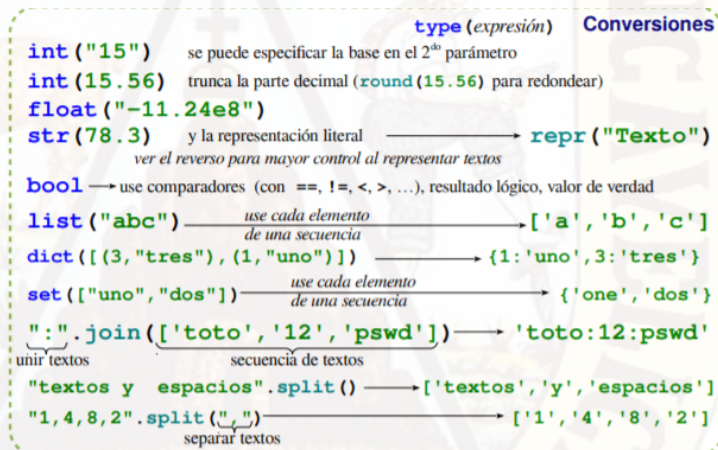 type(expresión) Conversiones
int("15") se puede especificar la base en el 2do parámetro
int(15.56) trunca la parte decimal (round(15.56) para redondear)
float("-11.24e8")
str(78.3) y la representación literal → repr("Texto")
ver el reverso para mayor control al representar textos
bool → use comparadores (con ==, !=, <, >, …), resultado lógico, valor de verdad
list("abc") use cada elemento de una secuencia → ['a','b','c']
dict([(3,"tres"),(1,"uno")]) → {1:'uno',3:'tres'}
set(["uno","dos"]) use cada elemento de una secuencia → {'one','dos'}
":".join(['toto','12','pswd']) → 'toto:12:pswd'
unir textos secuencia de textos
"textos y  espacios".split() → ['textos','y','espacios']
"1,4,8,2".split(",") → ['1','4','8','2']
separar textos